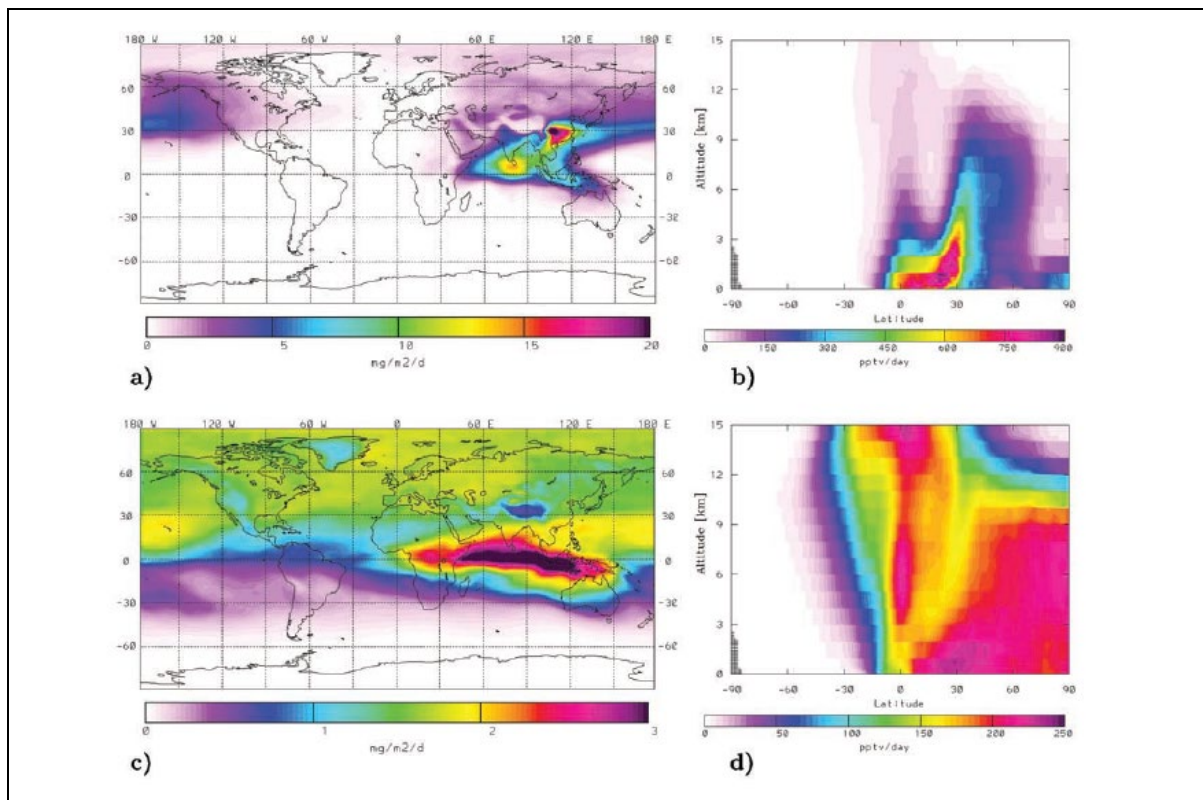 180 W 120 W 60 W 0 60 E 120 E 180 E
60 60
30 30
0 0
-30 -30
-60 -60
0 5 10 15 20
mg/m2/d
a)
15
12
9
6
3
0
Altitude [km]
-90 -60 -30 0 30 60 90
Latitude
0 150 300 450 600 750 900
pptv/day
b)
180 W 120 W 60 W 0 60 E 120 E 180 E
60 60
30 30
0 0
-30 -30
-60 -60
0 1 2 3
mg/m2/d
c)
15
12
9
6
3
0
Altitude [km]
-90 -60 -30 0 30 60 90
Latitude
0 50 100 150 200 250
pptv/day
d)